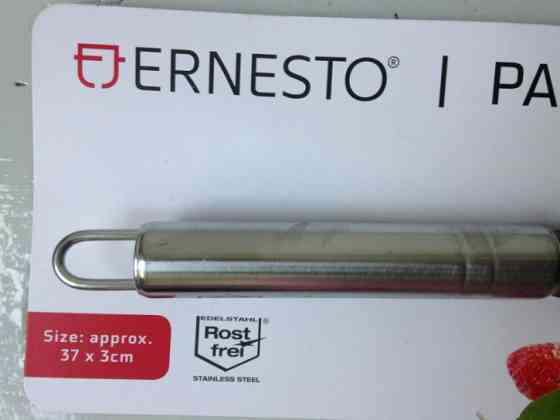 ERNESTO® | PA
Size: approx.
37 x 3cm
EDELSTAHL®
Rost
frei
STAINLESS STEEL